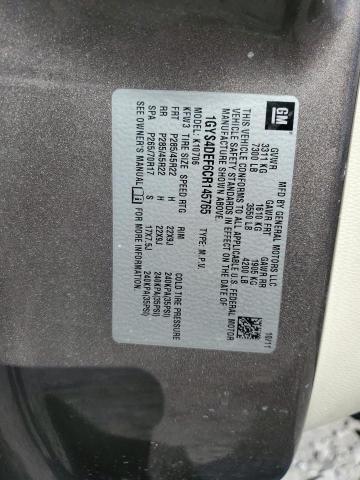 GM
MFD BY GENERAL MOTORS LLC
10/11
GVWR GAWR FRT GAWR RR
3311 KG 1610 KG 1905 KG
7300 LB 3550 LB 4200 LB
THIS VEHICLE CONFORMS TO ALL APPLICABLE U.S. FEDERAL MOTOR
VEHICLE SAFETY, BUMPER, AND THEFT PREVENTION STANDARDS IN EFFECT ON THE DATE OF
MANUFACTURE SHOWN ABOVE.
1GYS4DEF0CR145765 TYPE: M.P.V.
MODEL: K10706
KFW3 TIRE SIZE SPEED RTG RIM COLD TIRE PRESSURE
FRT P285/45R22 H 22X9J 240KPA(35PSI)
RR P285/45R22 H 22X9J 240KPA(35PSI)
SPA P265/70R17 S 17X7.5J 240KPA(35PSI)
SEE OWNER'S MANUAL